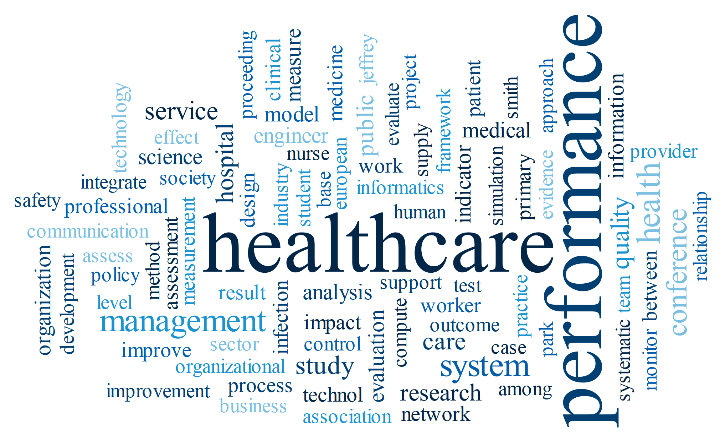 proceeding
clinical
measure
medicine
jeffrey
public
evaluate
project
framework
patient
smith
approach
performance
information
technology
service
effect
science
integrate
society
hospital
model
engineer
nurse
design
industry
student
base
european
work
supply
medical
informatics
indicator
simulation
primary
evidence
provider
human
safety
professional
communication
assess
measurement
method
assessment
policy
organization
development
level
healthcare
quality
health
conference
relationship
team
between
monitor
systematic
management
result
infection
analysis
support
test
worker
practice
park
impact
control
evaluation
compute
outcome
care
case
improve
sector
organizational
study
system
improvement
process
business
technol
association
research
network
among